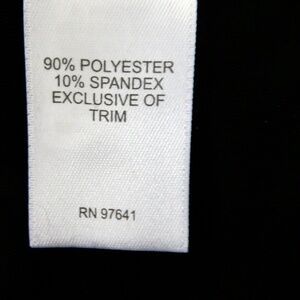 90% POLYESTER
10% SPANDEX
EXCLUSIVE OF
TRIM
RN 97641